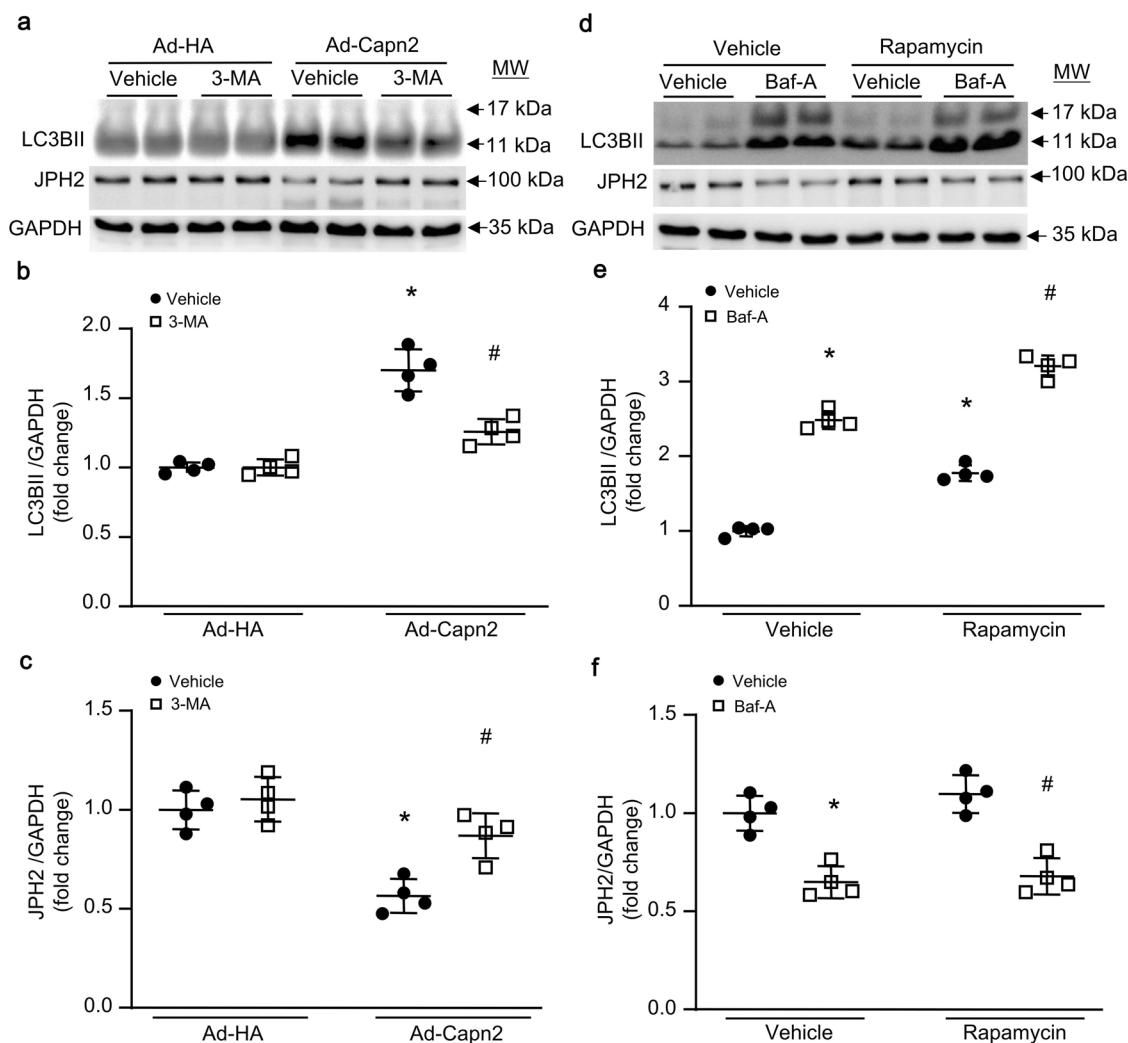 a
Ad-HA Ad-Capn2
Vehicle 3-MA Vehicle 3-MA MW
17 kDa
LC3BII 11 kDa
JPH2 100 kDa
GAPDH 35 kDa
b
Vehicle
3-MA
*
#
2.0
1.5
1.0
0.5
0.0
LC3BII /GAPDH
(fold change)
Ad-HA Ad-Capn2
c
Vehicle
3-MA
#
*
1.5
1.0
0.5
0.0
JPH2 /GAPDH
(fold change)
Ad-HA Ad-Capn2
d
Vehicle Rapamycin
Vehicle Baf-A Vehicle Baf-A MW
17 kDa
LC3BII 11 kDa
JPH2 100 kDa
GAPDH 35 kDa
e
Vehicle
Baf-A
#
*
*
4
3
2
1
0
LC3BII /GAPDH
(fold change)
Vehicle Rapamycin
f
Vehicle
Baf-A
*
#
1.5
1.0
0.5
0.0
JPH2/GAPDH
(fold change)
Vehicle Rapamycin